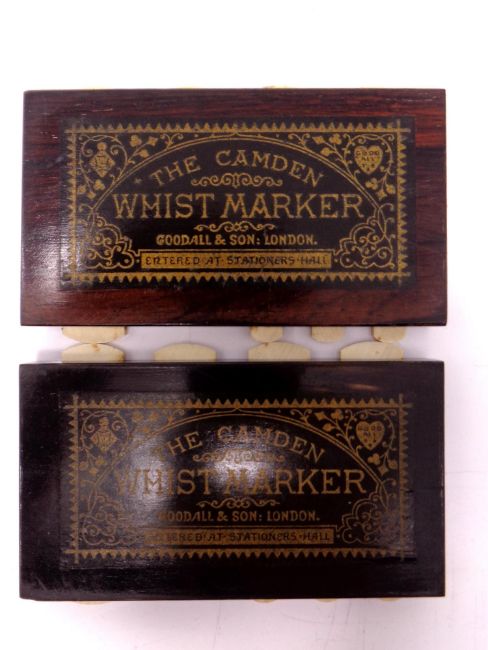 THE CAMDEN
WHIST MARKER
GOODALL & SON: LONDON.
ENTERED AT STATIONERS HALL
THE CAMDEN
WHIST MARKER
GOODALL & SON: LONDON.
ENTERED AT STATIONERS HALL